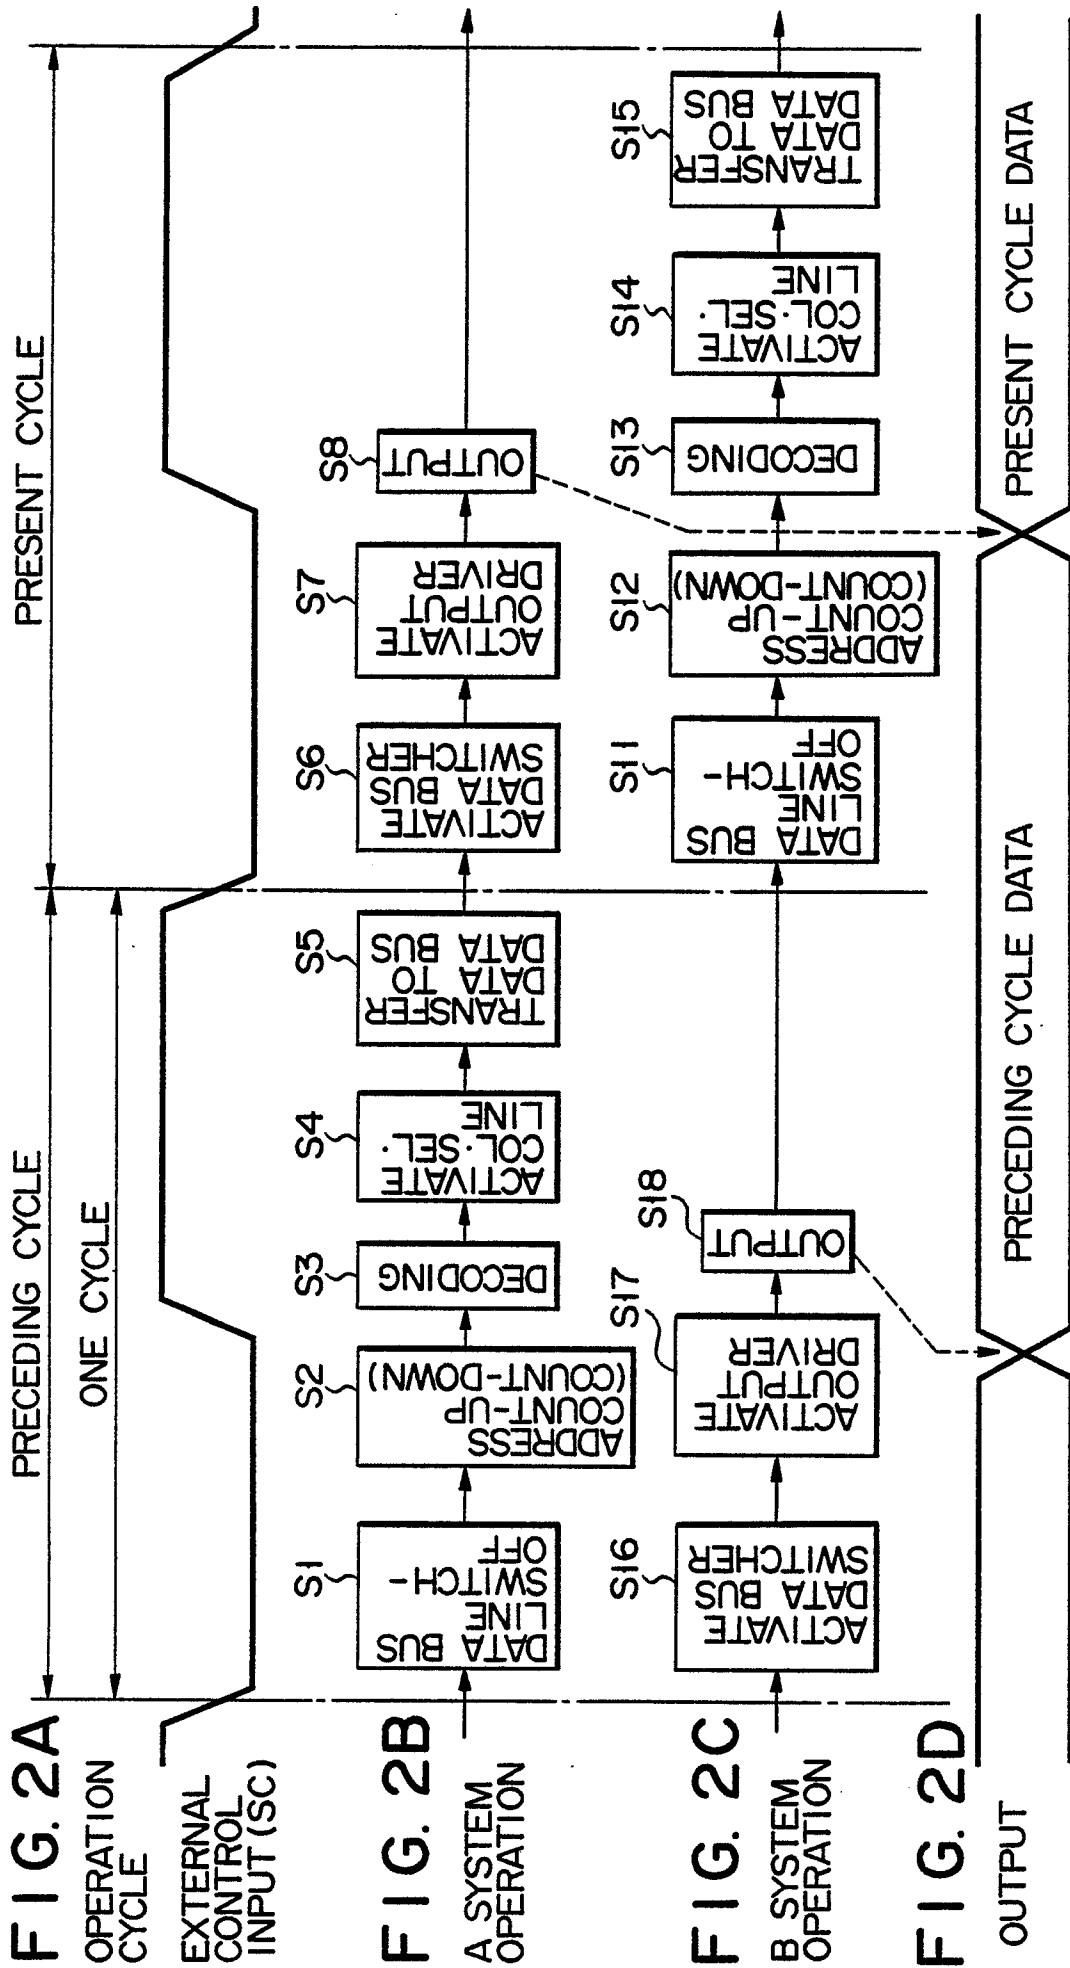 FIG. 2A
OPERATION
CYCLE
PRECEDING CYCLE
PRESENT CYCLE
ONE CYCLE
EXTERNAL
CONTROL
INPUT (SC)
FIG. 2B
A SYSTEM
OPERATION
S1
DATA BUS
LINE
SWITCH-
OFF
S2
ADDRESS
COUNT-UP
(COUNT-DOWN)
S3
DECODING
S4
ACTIVATE
COL.SEL.
LINE
S5
TRANSFER
DATA TO
DATA BUS
S6
ACTIVATE
DATA BUS
SWITCHER
S7
ACTIVATE
OUTPUT
DRIVER
S8
OUTPUT
FIG. 2C
B SYSTEM
OPERATION
S16
ACTIVATE
DATA BUS
SWITCHER
S17
ACTIVATE
OUTPUT
DRIVER
S18
OUTPUT
S11
DATA BUS
LINE
SWITCH-
OFF
S12
ADDRESS
COUNT-UP
(COUNT-DOWN)
S13
DECODING
S14
ACTIVATE
COL.SEL.
LINE
S15
TRANSFER
DATA TO
DATA BUS
FIG. 2D
OUTPUT
PRECEDING CYCLE DATA
PRESENT CYCLE DATA